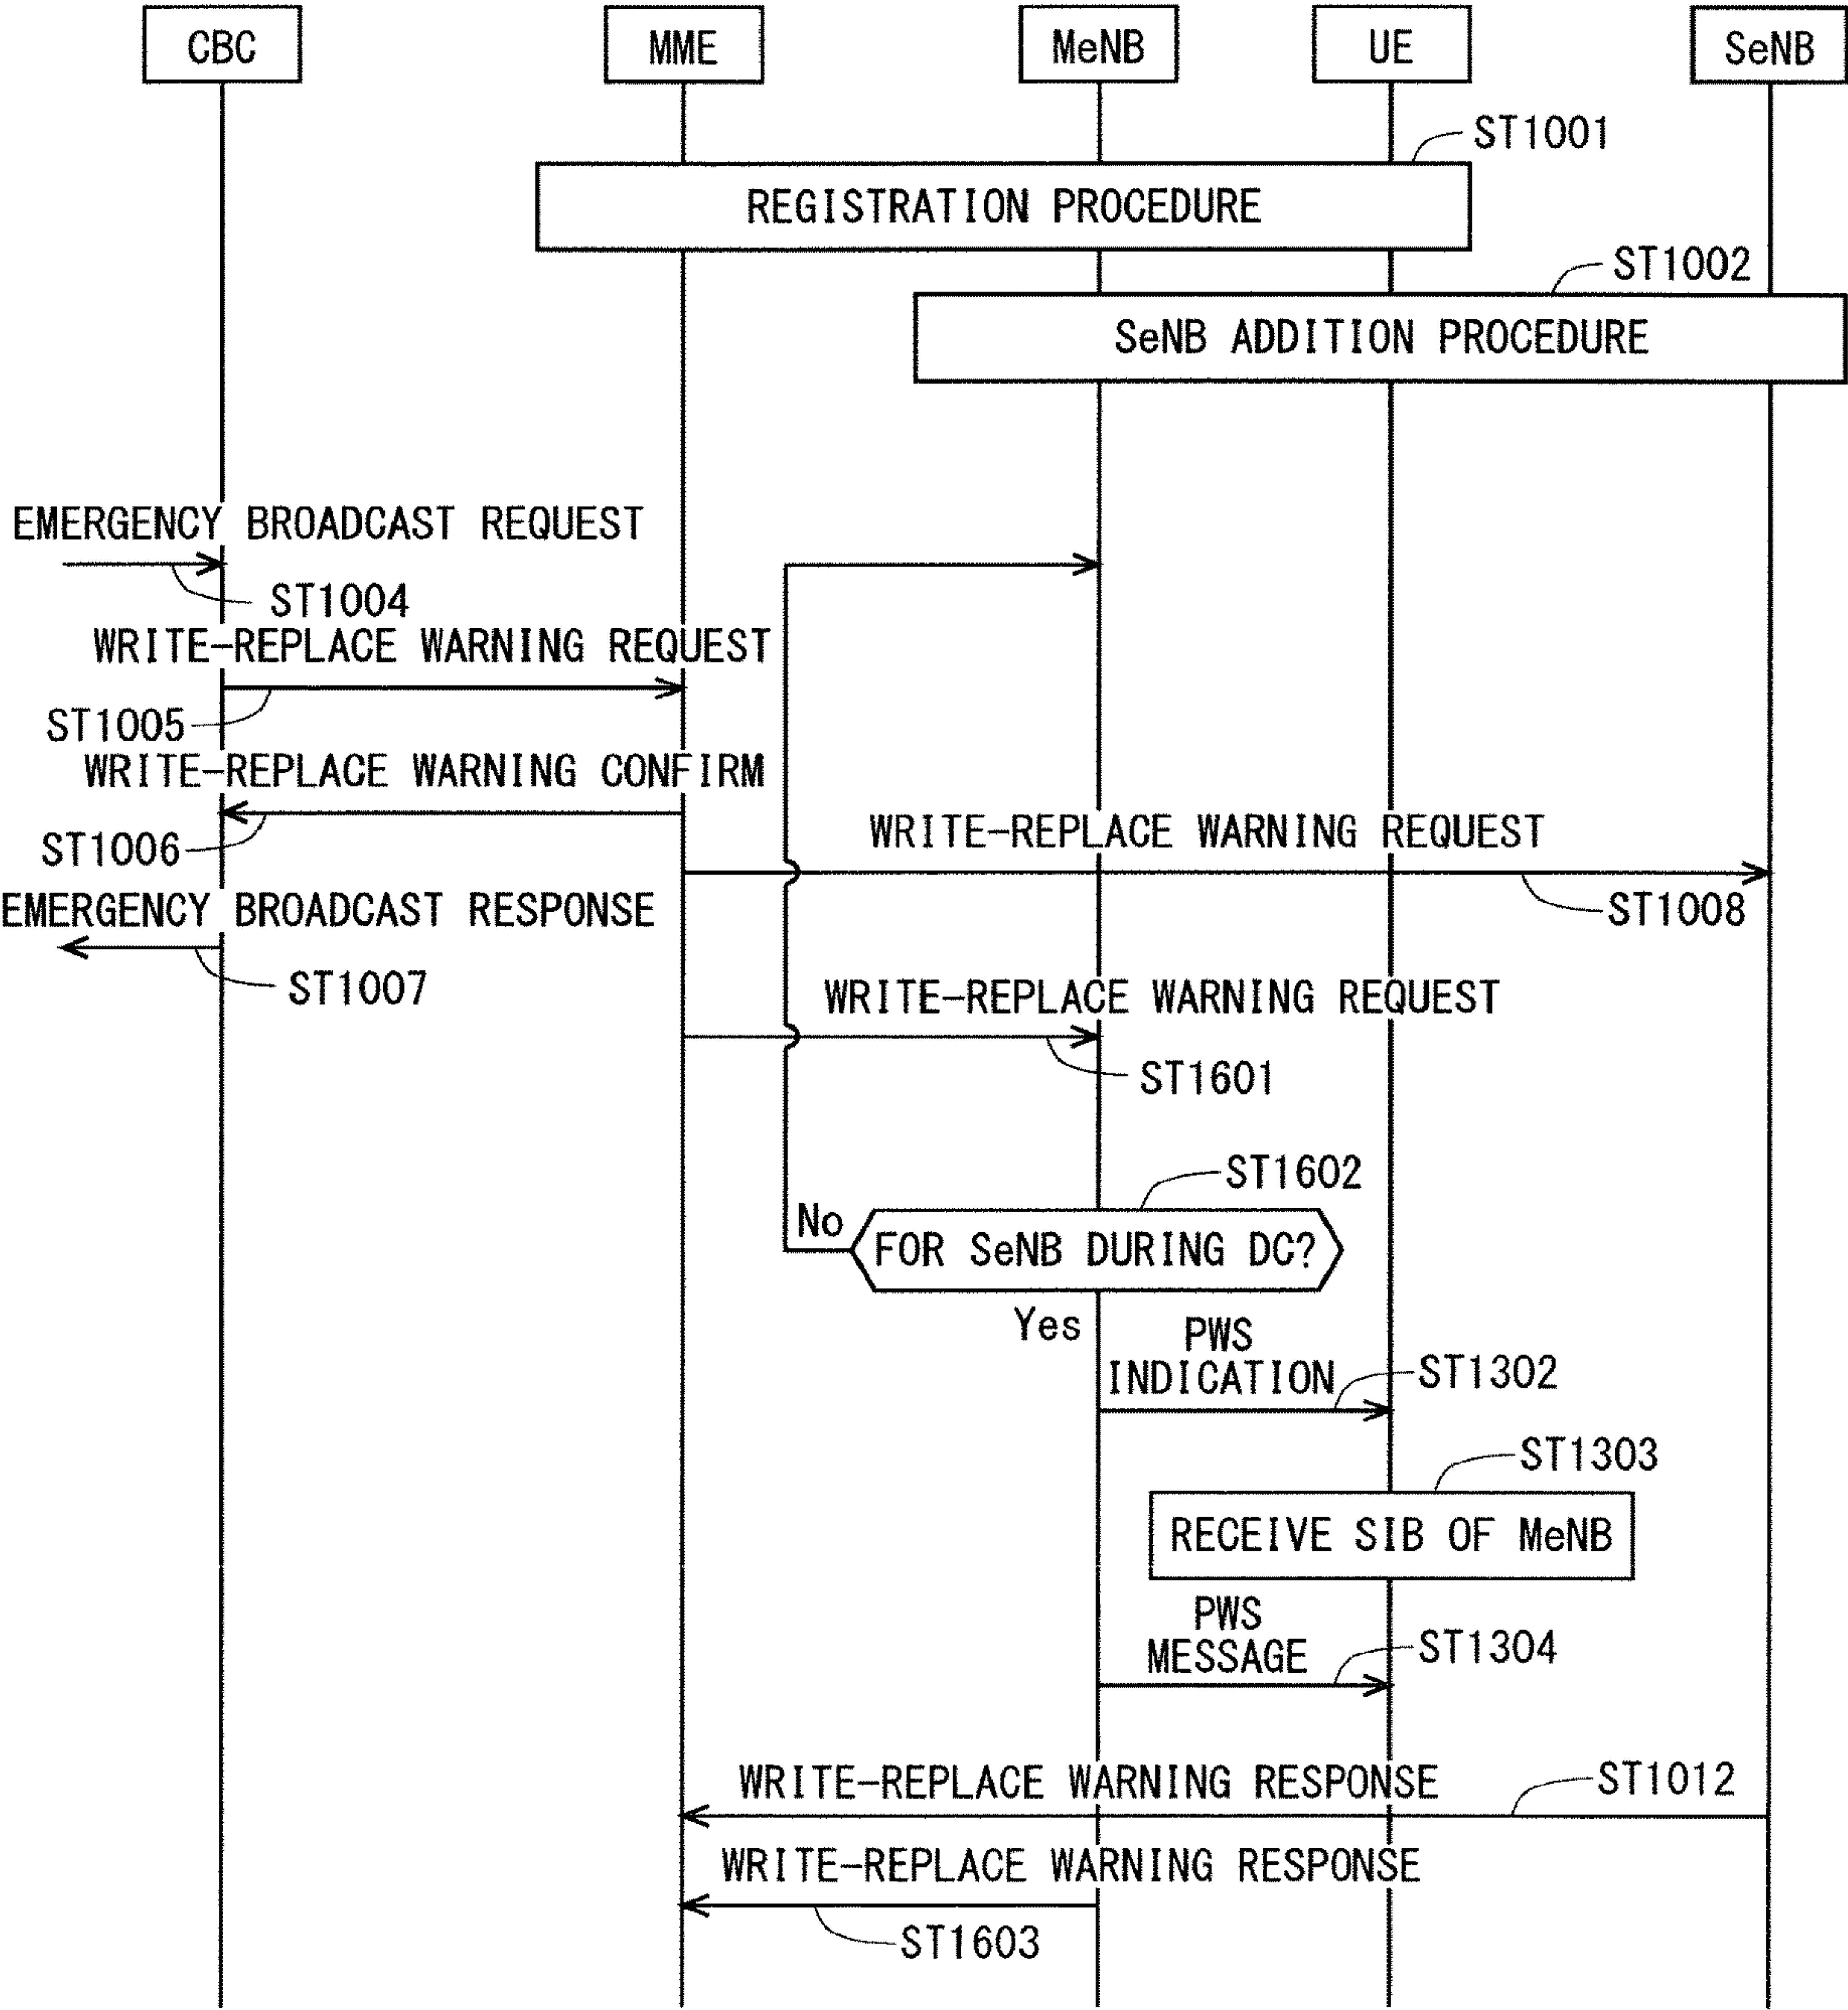 CBC
MME
MeNB
UE
SeNB
ST1001
REGISTRATION PROCEDURE
ST1002
SeNB ADDITION PROCEDURE
EMERGENCY BROADCAST REQUEST
ST1004
WRITE-REPLACE WARNING REQUEST
ST1005
WRITE-REPLACE WARNING CONFIRM
ST1006
WRITE-REPLACE WARNING REQUEST
ST1008
EMERGENCY BROADCAST RESPONSE
ST1007
WRITE-REPLACE WARNING REQUEST
ST1601
ST1602
No
FOR SeNB DURING DC?
Yes
PWS
INDICATION
ST1302
ST1303
RECEIVE SIB OF MeNB
PWS
MESSAGE
ST1304
WRITE-REPLACE WARNING RESPONSE
ST1012
WRITE-REPLACE WARNING RESPONSE
ST1603